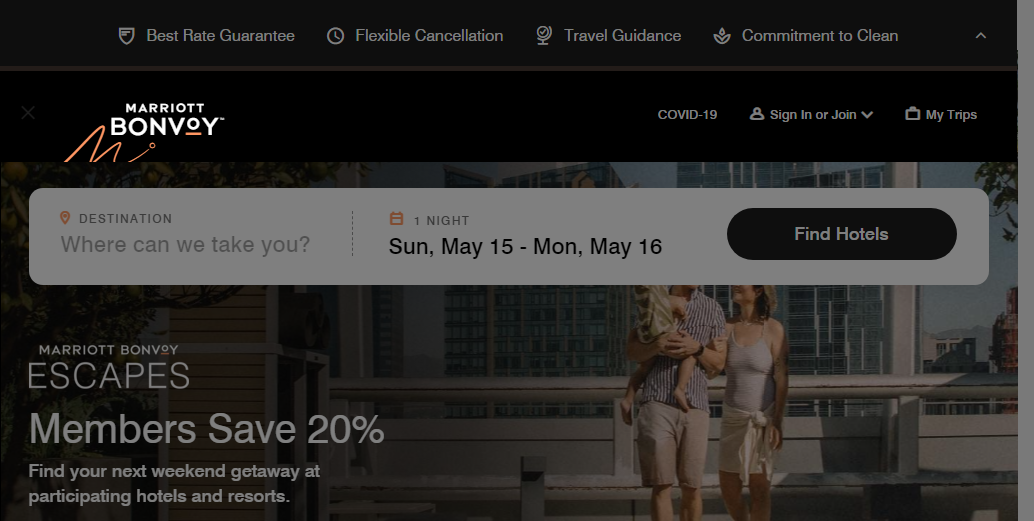 Best Rate Guarantee Flexible Cancellation Travel Guidance Commitment to Clean
MARRIOTT
BONVOY™
COVID-19 Sign In or Join My Trips
DESTINATION
Where can we take you?
1 NIGHT
Sun, May 15 - Mon, May 16
Find Hotels
MARRIOTT BONVOY
ESCAPES
Members Save 20%
Find your next weekend getaway at
participating hotels and resorts.